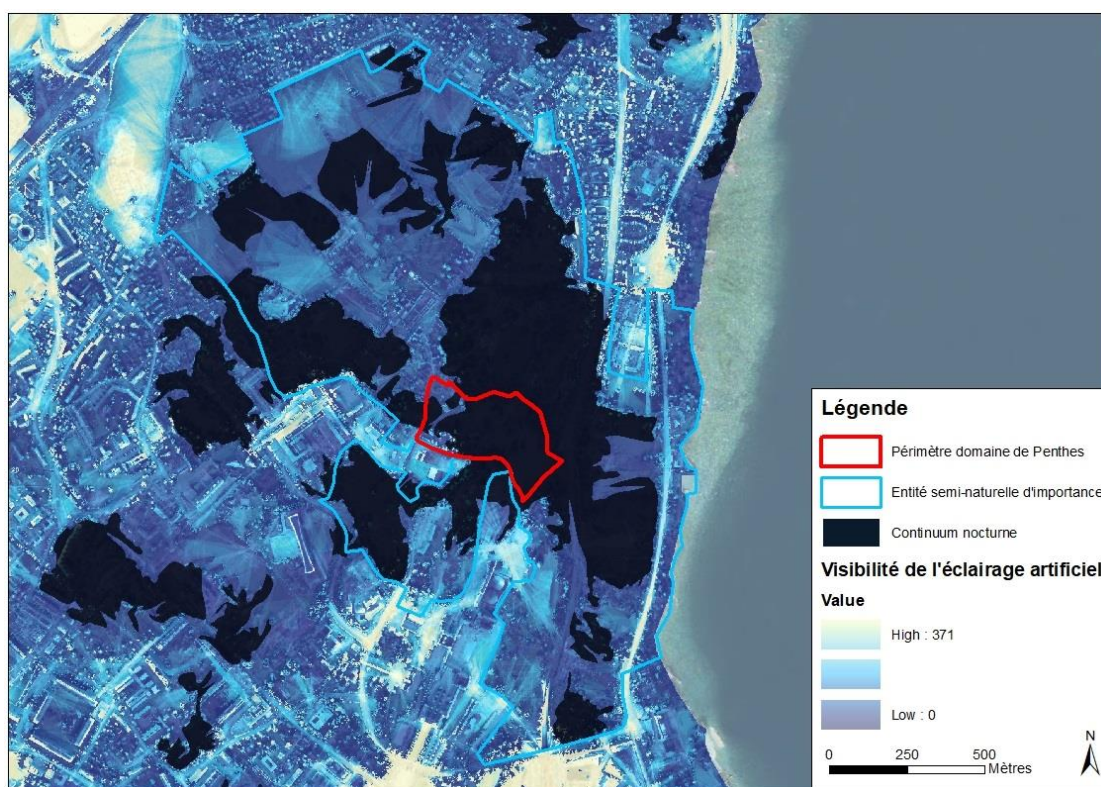 Légende
Périmètre domaine de Penthes
Entité semi-naturelle d'importance
Continuum nocturne
Visibilité de l'éclairage artificiel
Value
High : 371
Low : 0
0 250 500
Mètres
N